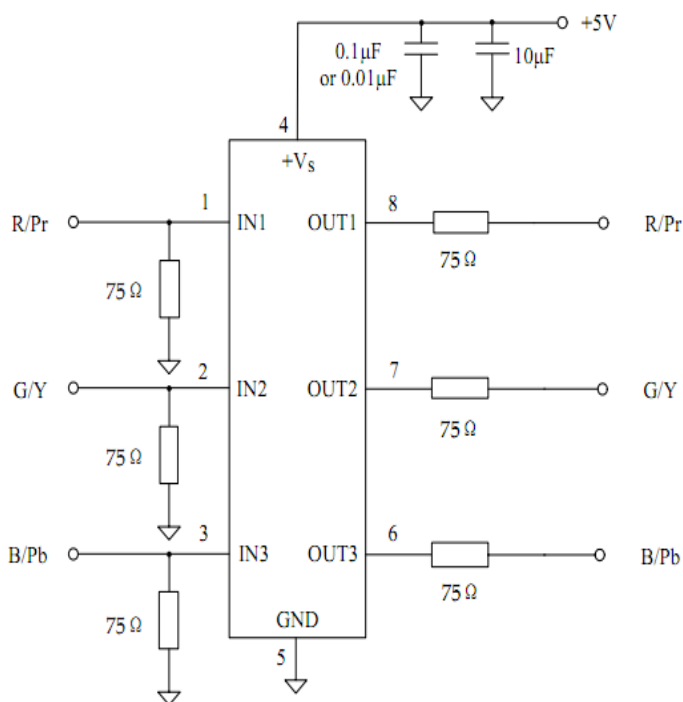 +5V
0.1µF
or 0.01µF
10µF
4
+Vs
R/Pr
1
IN1
OUT1
8
R/Pr
75Ω
75Ω
G/Y
2
IN2
OUT2
7
G/Y
75Ω
75Ω
B/Pb
3
IN3
OUT3
6
B/Pb
75Ω
75Ω
GND
5